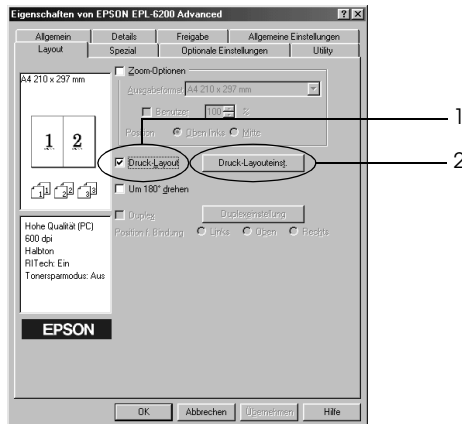 Eigenschaften von EPSON EPL-6200 Advanced
Allgemein Details Freigabe Allgemeine Einstellungen
Layout Spezial Optionale Einstellungen Utility
A4 210 x 297 mm
Zoom-Optionen
Ausgabeformat A4 210 x 297 mm
Benutzer 100 %
Position Oben links Mitte
1 2
1 2 3
Druck-Layout Druck-Layouteinst.
Um 180° drehen
Duplex Duplexeinstellung
Position f. Bindung Links Oben Rechts
Hohe Qualität (PC)
600 dpi
Halbton
RITech: Ein
Tonersparmodus: Aus
EPSON
OK Abbrechen Übernehmen Hilfe
1
2